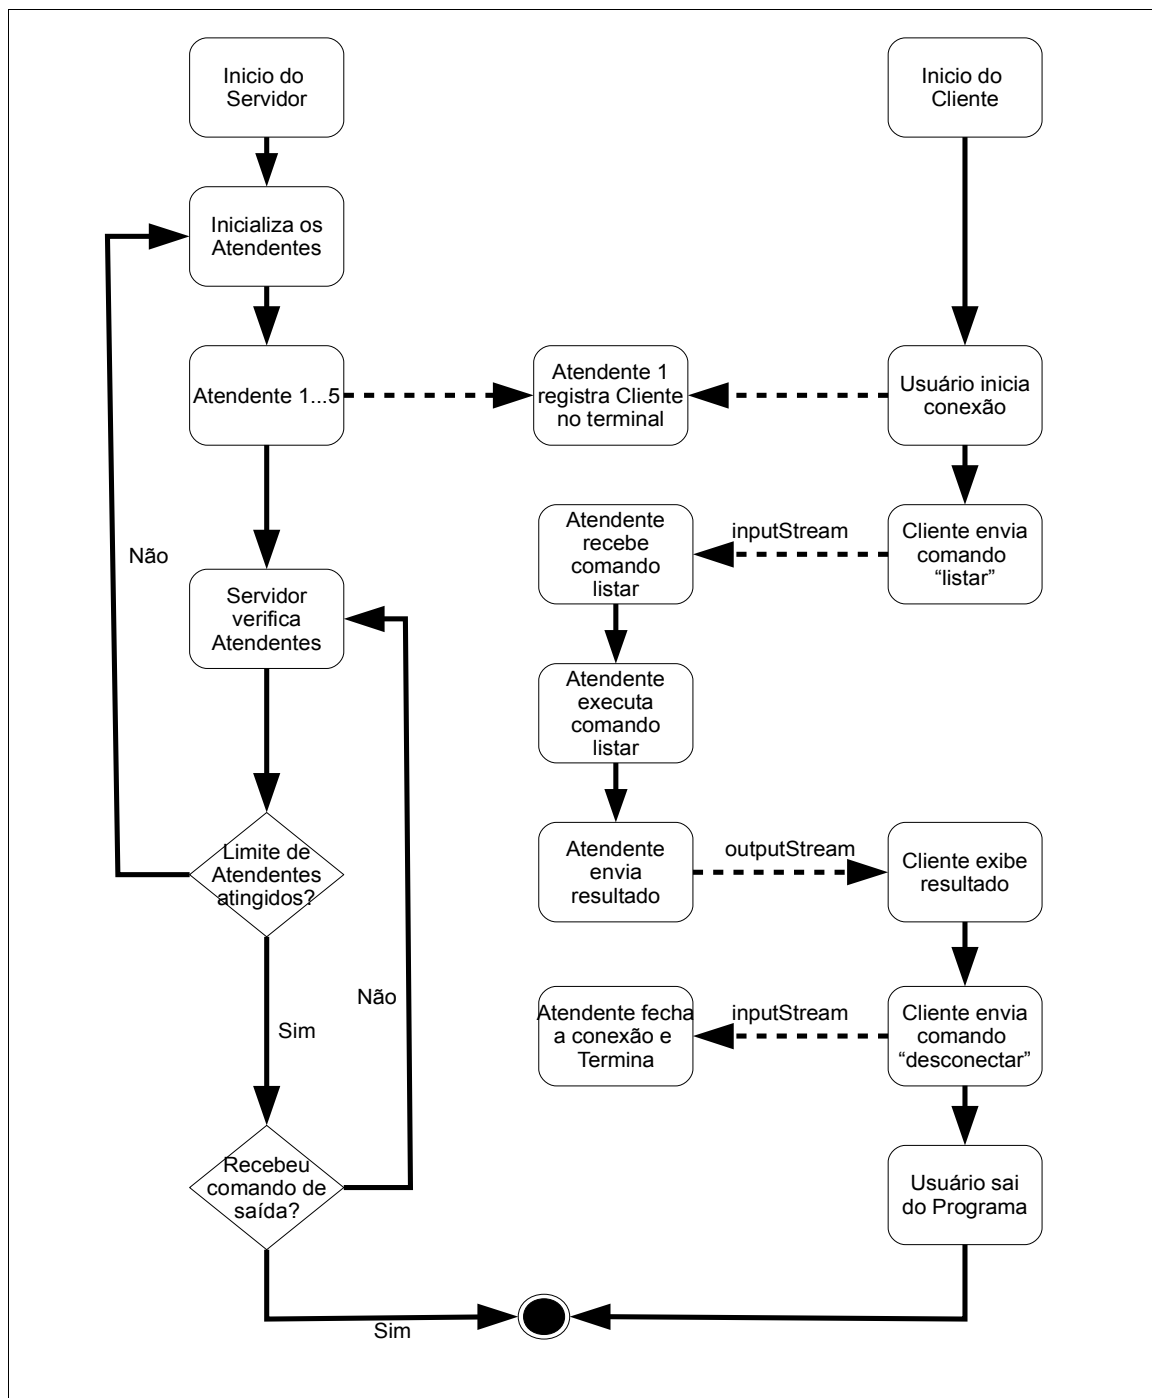 Inicio do
Servidor
Inicio do
Cliente
Inicializa os
Atendentes
Atendente 1...5
Atendente 1
registra Cliente
no terminal
Usuário inicia
conexão
Não
Atendente
recebe
comando
listar
inputStream
Cliente envia
comando
“listar”
Servidor
verifica
Atendentes
Atendente
executa
comando
listar
Limite de
Atendentes
atingidos?
Atendente
envia
resultado
outputStream
Cliente exibe
resultado
Não
Sim
Atendente fecha
a conexão e
Termina
inputStream
Cliente envia
comando
“desconectar”
Recebeu
comando de
saída?
Usuário sai
do Programa
Sim